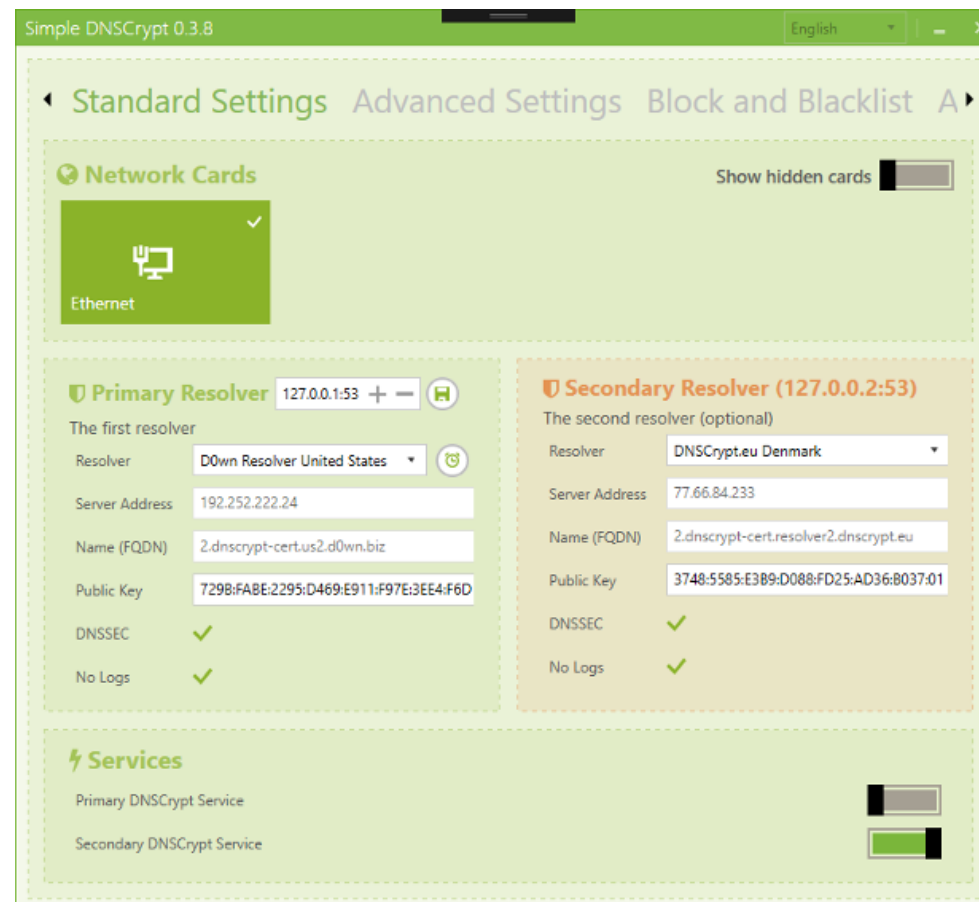 Simple DNSCrypt 0.3.8
English
Standard Settings Advanced Settings Block and Blacklist A
Network Cards
Show hidden cards
Ethernet
Primary Resolver 127.0.0.1:53
The first resolver
Resolver D0wn Resolver United States
Server Address 192.252.222.24
Name (FQDN) 2.dnscrypt-cert.us2.d0wn.biz
Public Key 729B:FABE:2295:D469:E911:F97E:3EE4:F6D
DNSSEC
No Logs
Secondary Resolver (127.0.0.2:53)
The second resolver (optional)
Resolver DNSCrypt.eu Denmark
Server Address 77.66.84.233
Name (FQDN) 2.dnscrypt-cert.resolver2.dnscrypt.eu
Public Key 3748:5585:E3B9:D088:FD25:AD36:B037:01
DNSSEC
No Logs
Services
Primary DNSCrypt Service
Secondary DNSCrypt Service